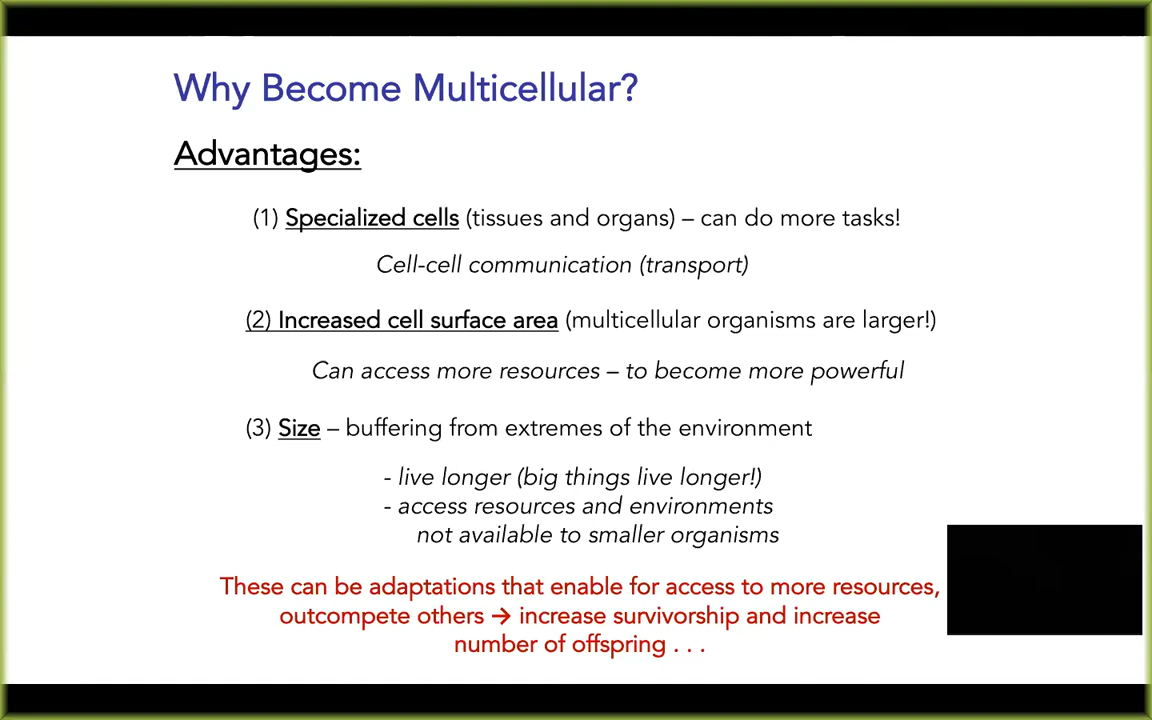 Why Become Multicellular?
Advantages:
(1) Specialized cells (tissues and organs) – can do more tasks!
Cell-cell communication (transport)
(2) Increased cell surface area (multicellular organisms are larger!)
Can access more resources – to become more powerful
(3) Size – buffering from extremes of the environment
- live longer (big things live longer!)
- access resources and environments
not available to smaller organisms
These can be adaptations that enable for access to more resources,
outcompete others → increase survivorship and increase
number of offspring . . .